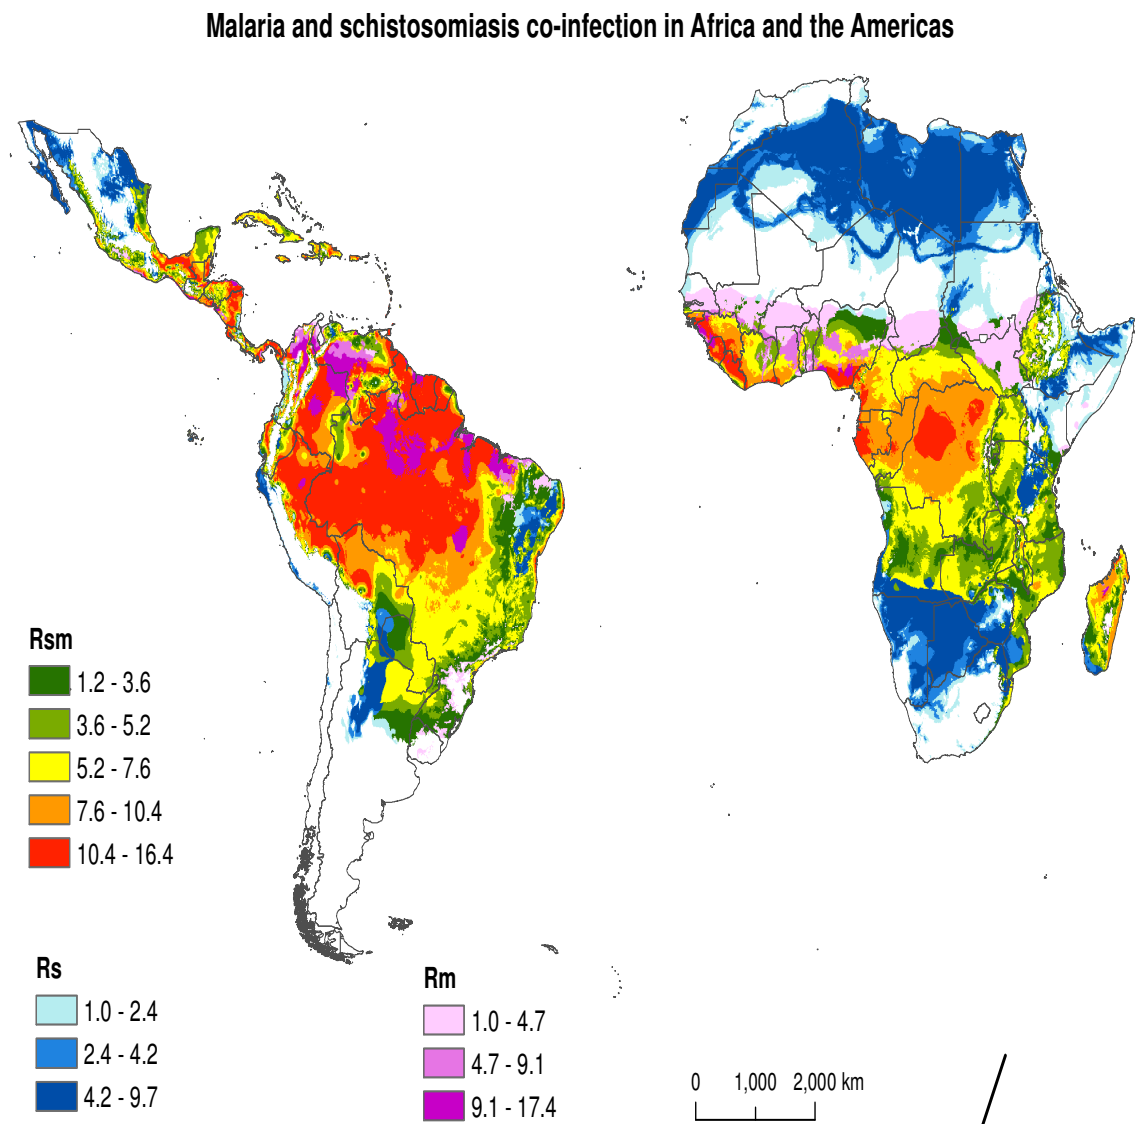 Malaria and schistosomiasis co-infection in Africa and the Americas
Rsm
1.2 - 3.6
3.6 - 5.2
5.2 - 7.6
7.6 - 10.4
10.4 - 16.4
Rs
1.0 - 2.4
2.4 - 4.2
4.2 - 9.7
Rm
1.0 - 4.7
4.7 - 9.1
9.1 - 17.4
0 1,000 2,000 km